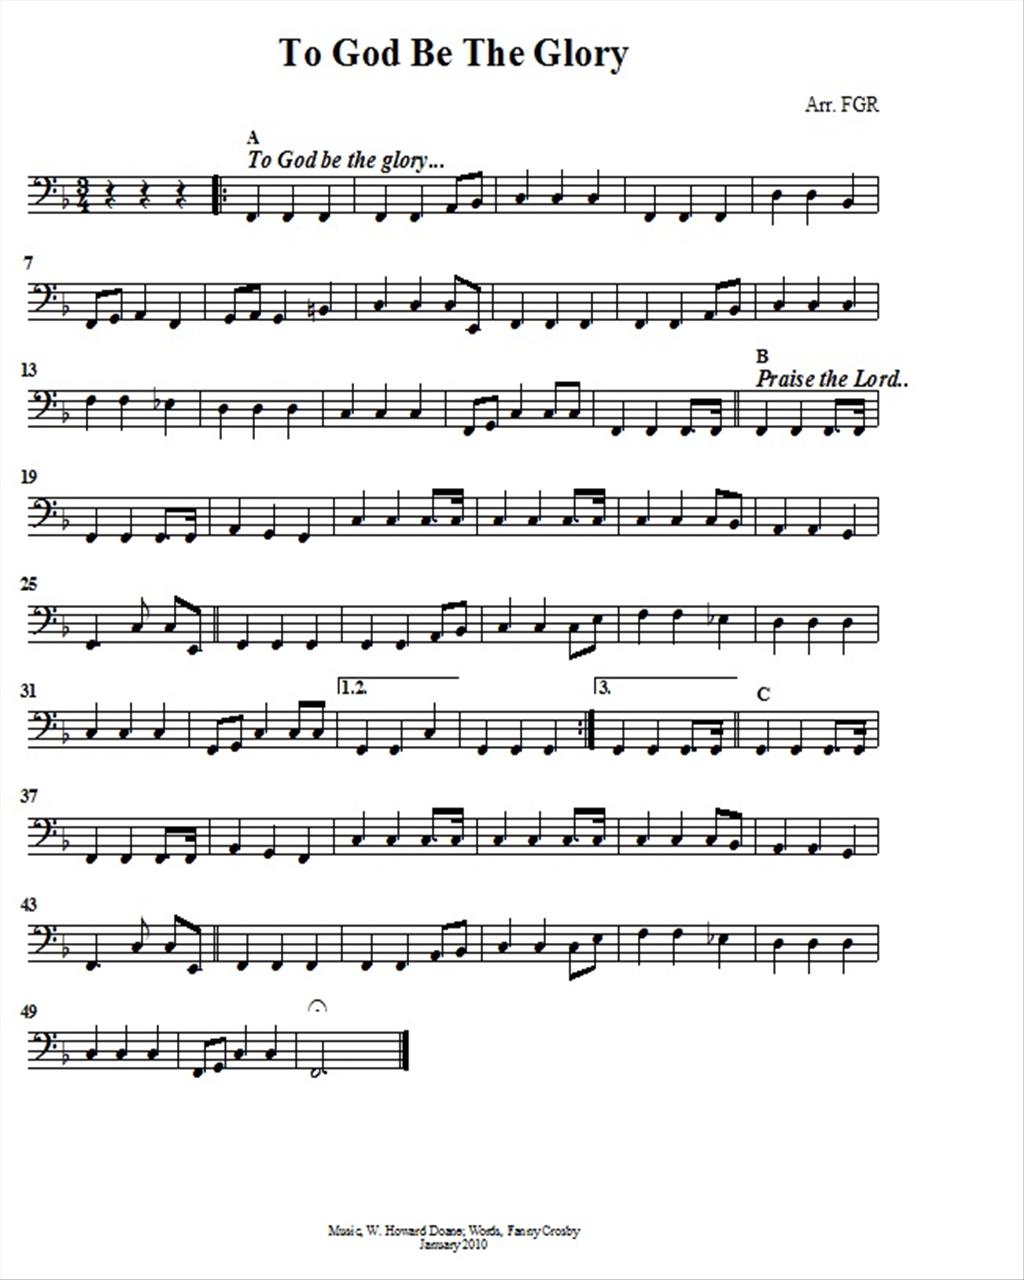 To God Be The Glory
Arr. FGR
A
To God be the glory...
3
4
7
13
B
Praise the Lord..
19
25
31
1.2.
3.
C
37
43
49
Music, W. Howard Doane; Words, Fanny Crosby
January 2010